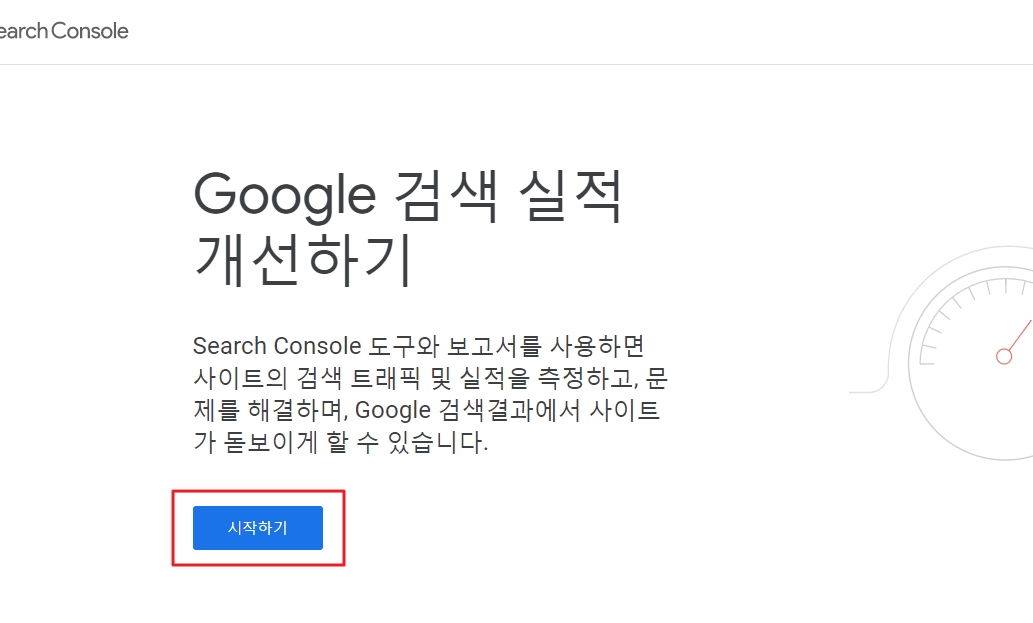 earch Console
Google 검색 실적
개선하기
Search Console 도구와 보고서를 사용하면
사이트의 검색 트래픽 및 실적을 측정하고, 문
제를 해결하며, Google 검색결과에서 사이트
가 돋보이게 할 수 있습니다.
시작하기